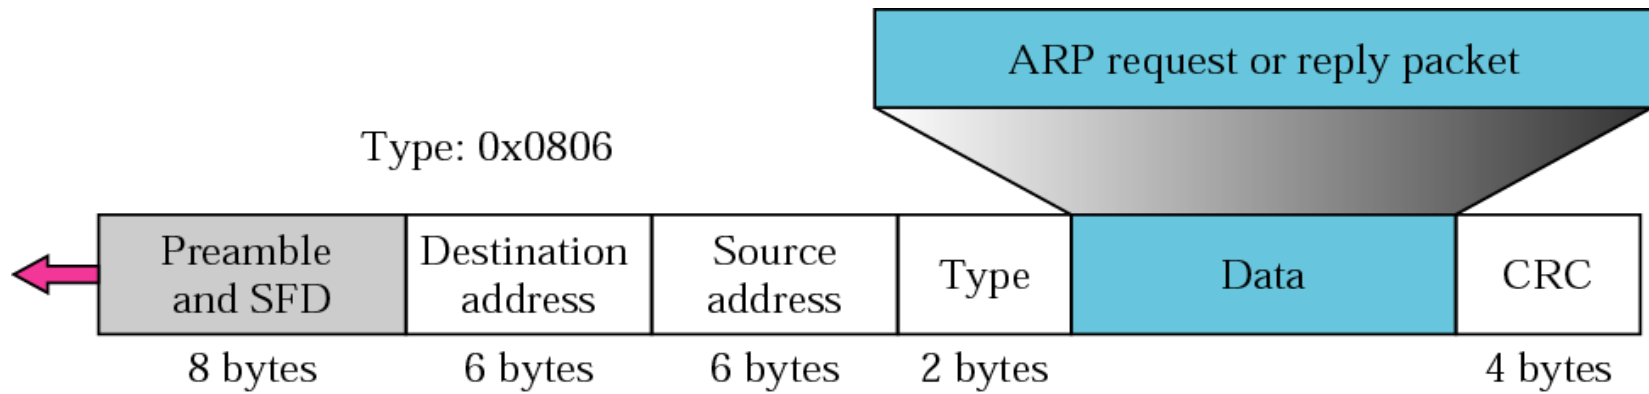 ARP request or reply packet
Type: 0x0806
Preamble
and SFD
Destination
address
Source
address
Type
Data
CRC
8 bytes
6 bytes
6 bytes
2 bytes
4 bytes